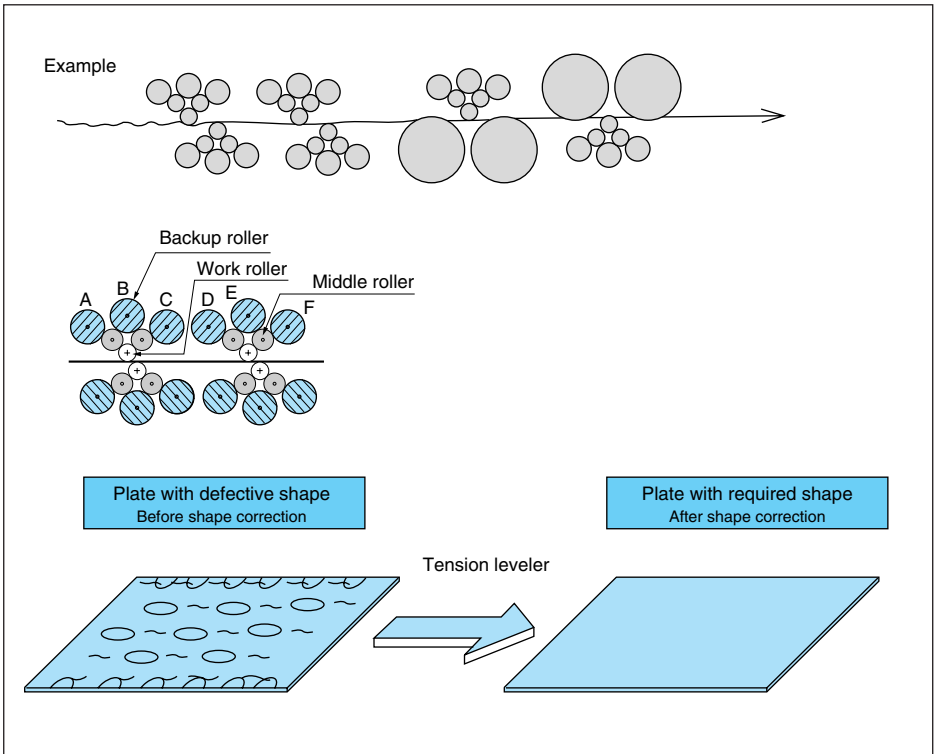 Example
Backup roller
Work roller
Middle roller
A
B
C
D
E
F
Plate with defective shape
Before shape correction
Plate with required shape
After shape correction
Tension leveler